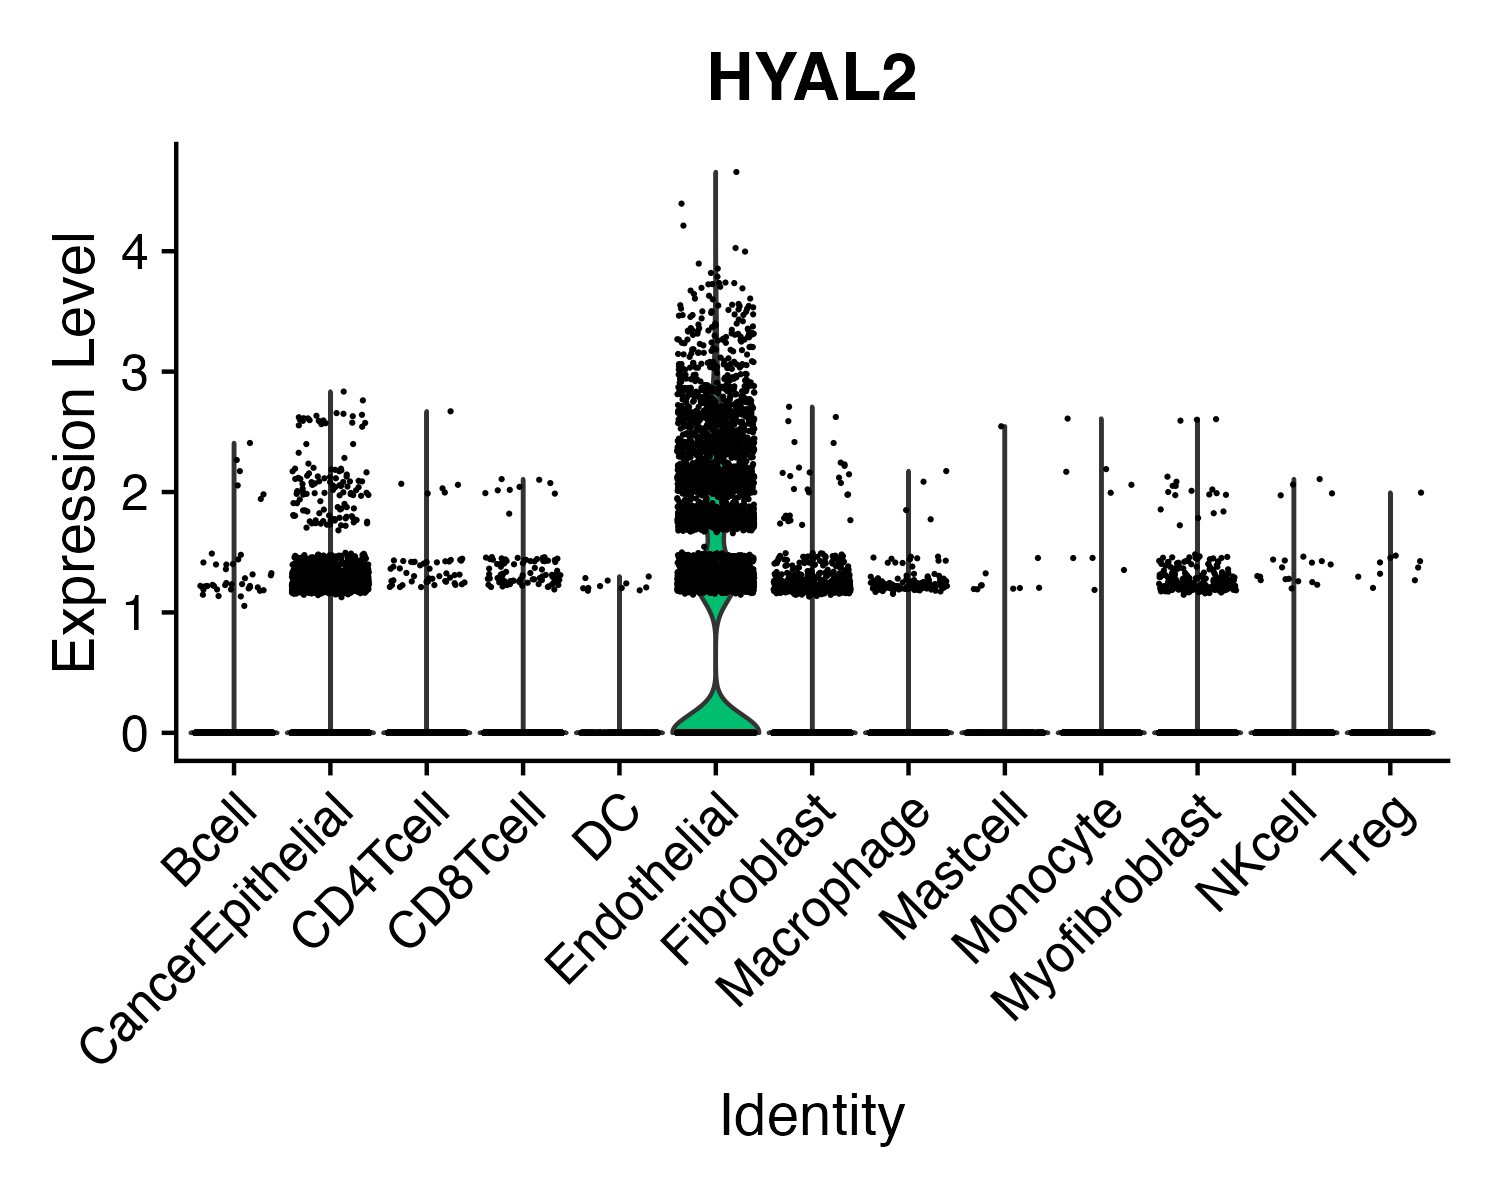 HYAL2
Expression Level
4
3
2
1
0
Bcell
CancerEpithelial
CD4Tcell
CD8Tcell
DC
Endothelial
Fibroblast
Macrophage
Mastcell
Monocyte
Myofibroblast
NKcell
Treg
Identity